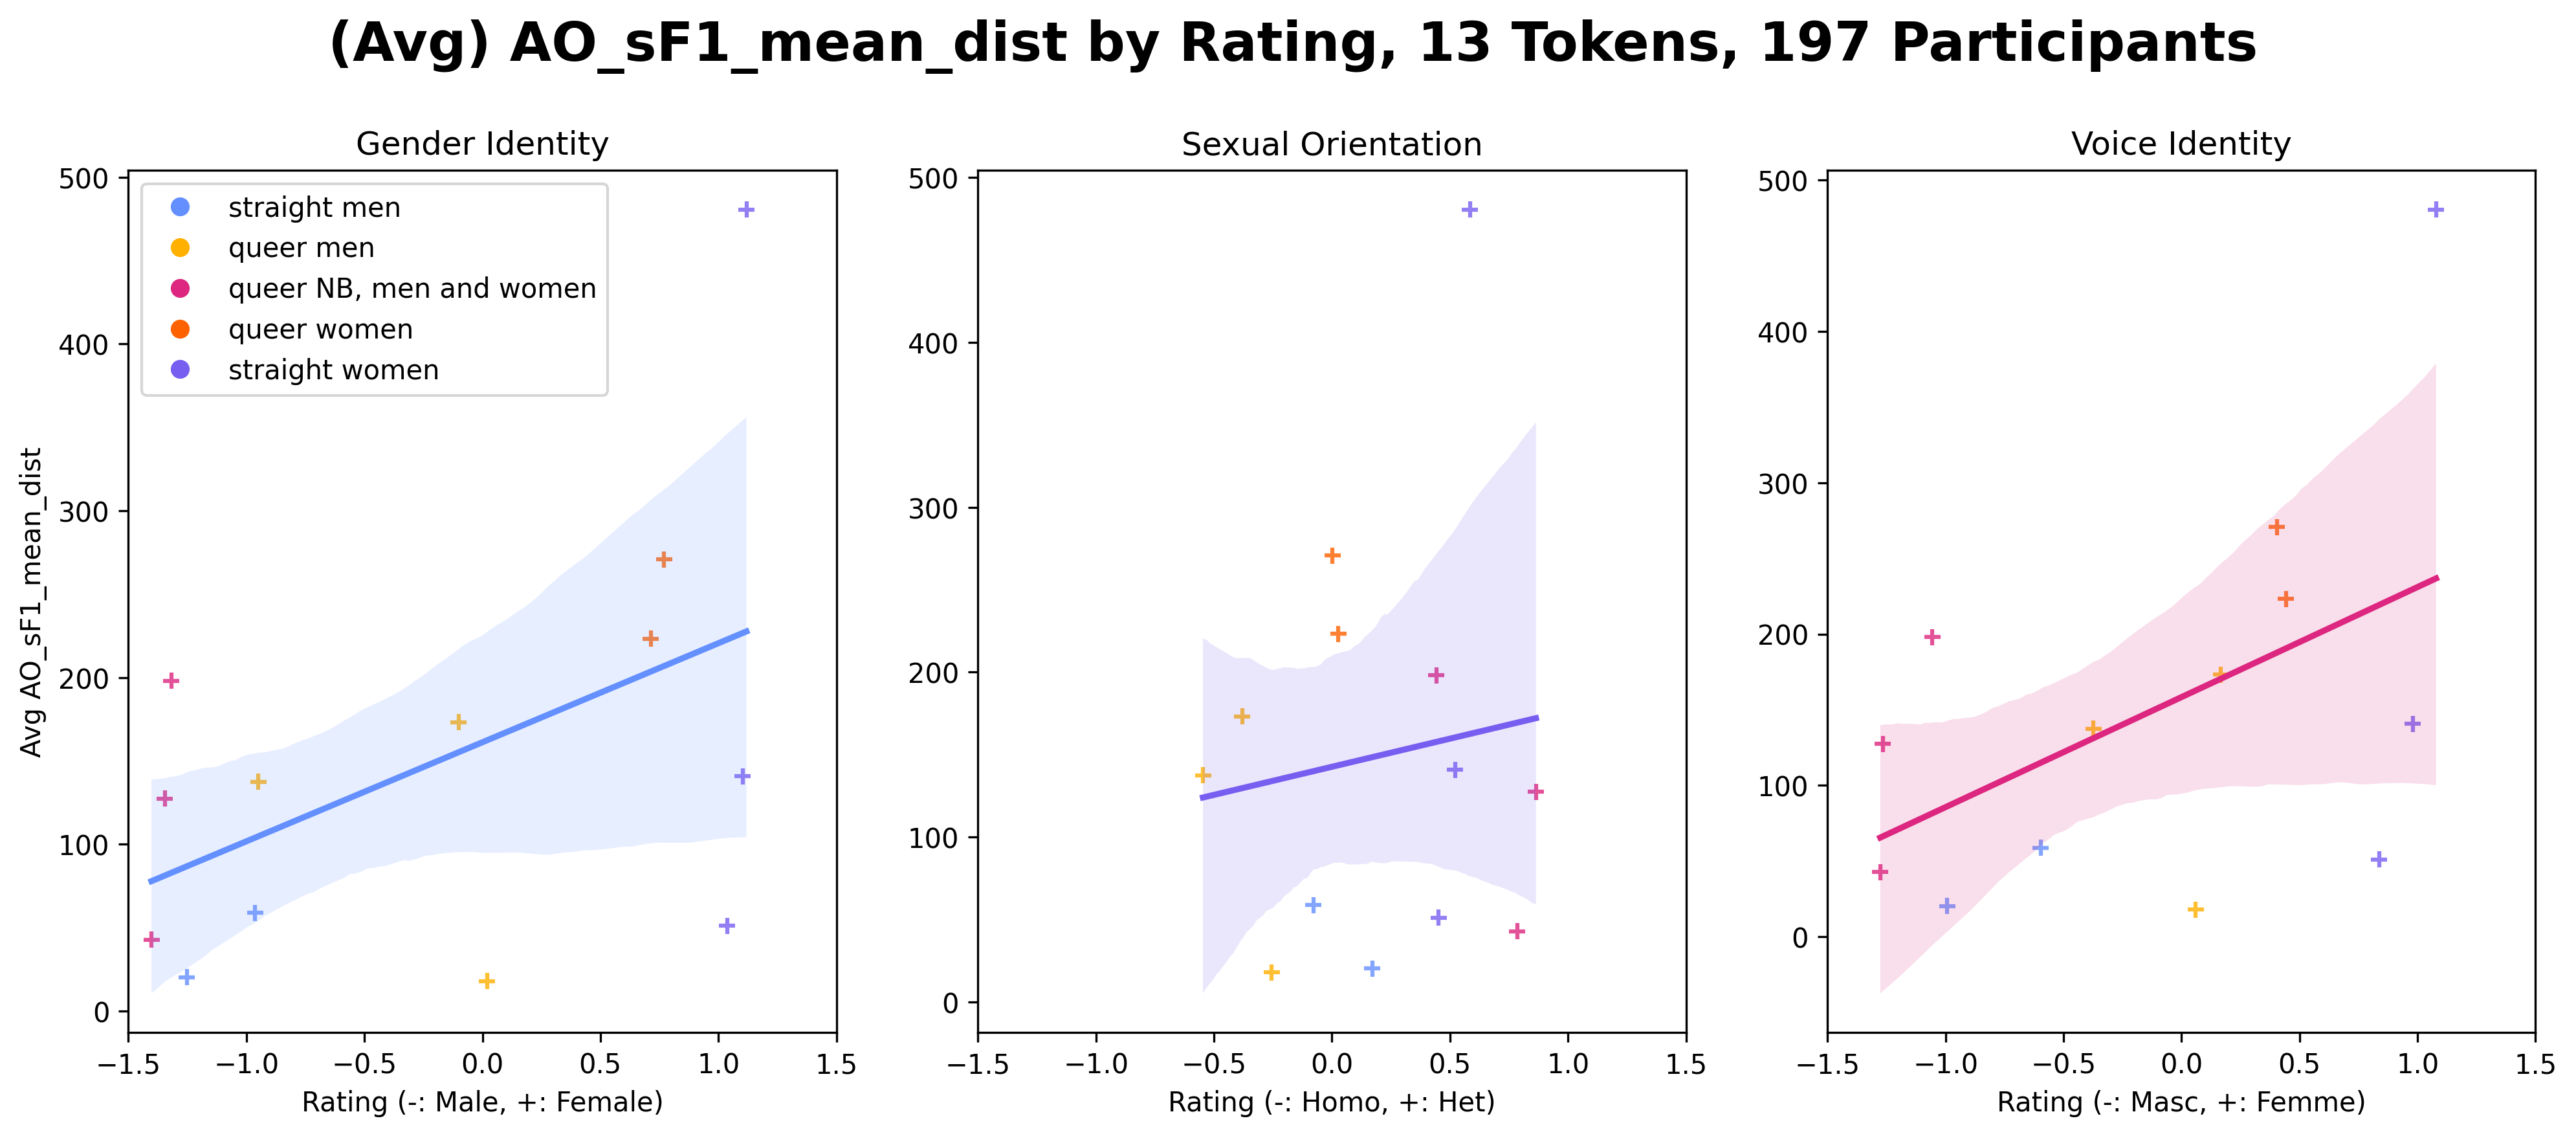 (Avg) AO_sF1_mean_dist by Rating, 13 Tokens, 197 Participants
Gender Identity
Avg AO_sF1_mean_dist
500
400
300
200
100
0
straight men
queer men
queer NB, men and women
queer women
straight women
−1.5 −1.0 −0.5 0.0 0.5 1.0 1.5
Rating (-: Male, +: Female)
Sexual Orientation
500
400
300
200
100
0
−1.5 −1.0 −0.5 0.0 0.5 1.0 1.5
Rating (-: Homo, +: Het)
Voice Identity
500
400
300
200
100
0
−1.5 −1.0 −0.5 0.0 0.5 1.0 1.5
Rating (-: Masc, +: Femme)